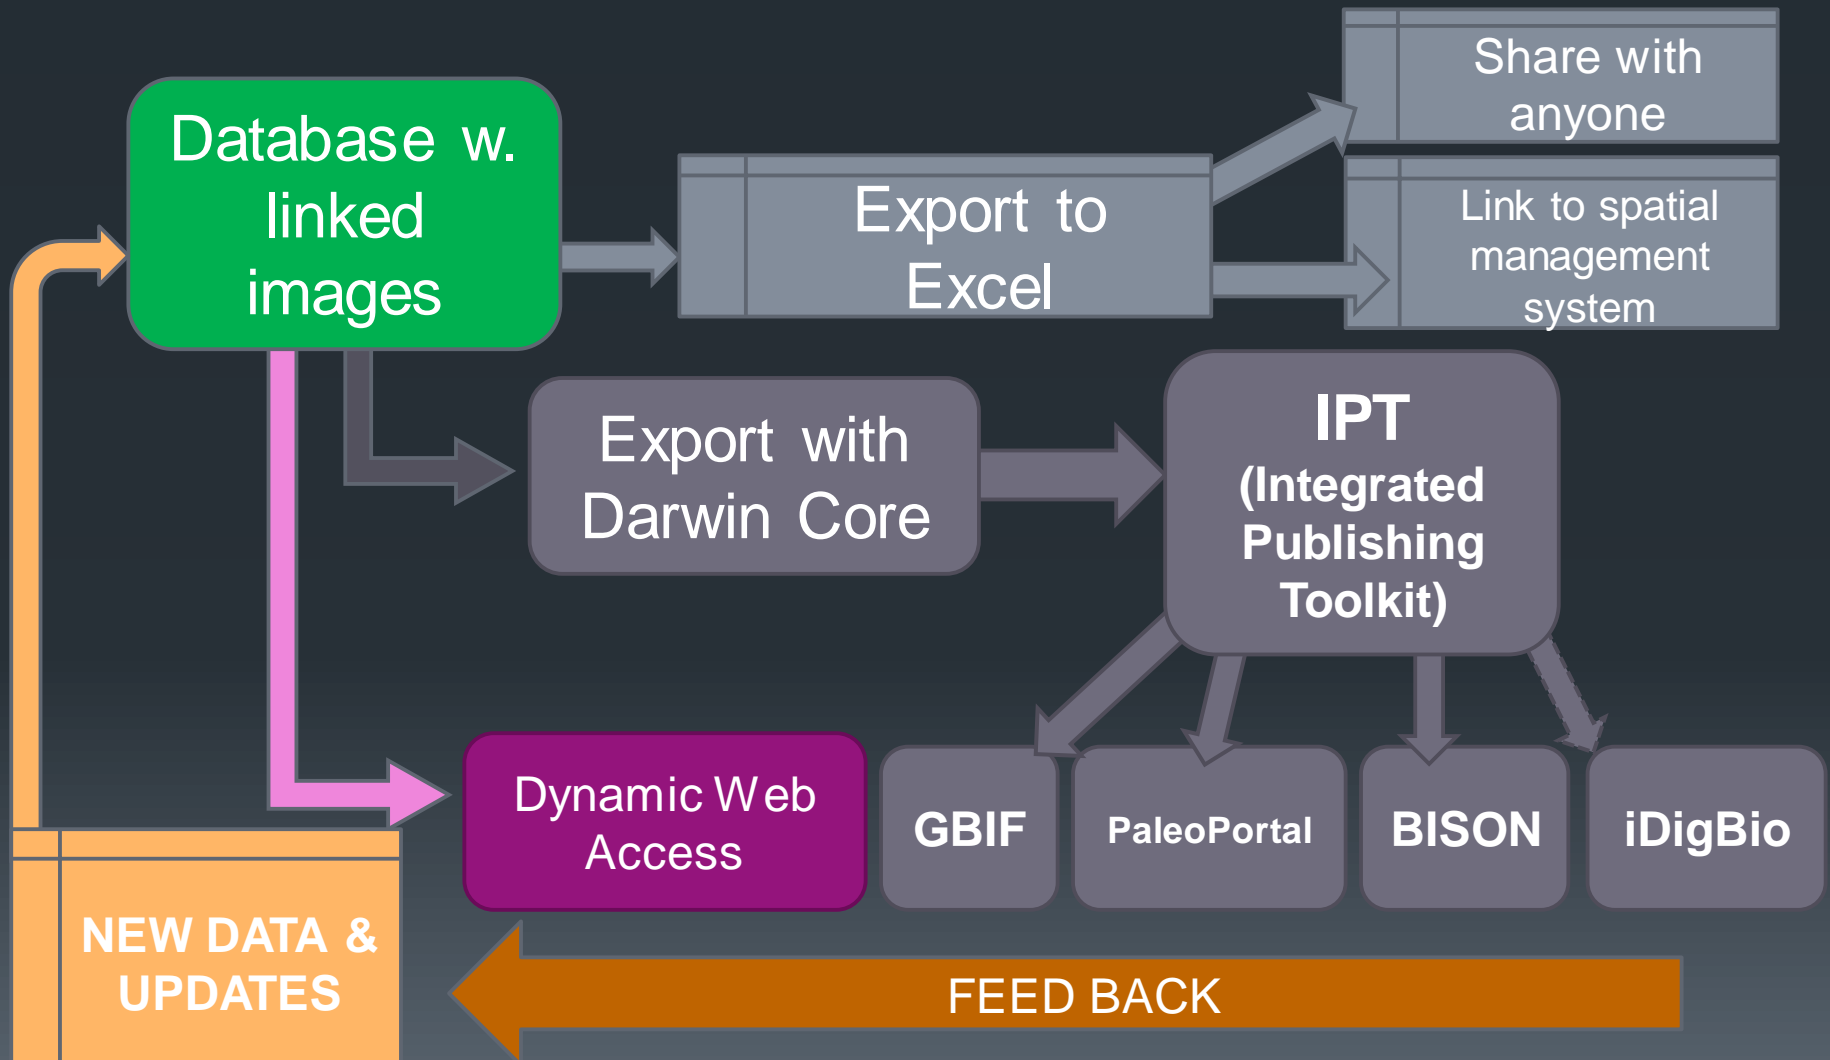 Database w.
linked
images
Export to
Excel
Share with
anyone
Link to spatial
management
system
Export with
Darwin Core
IPT
(Integrated
Publishing
Toolkit)
Dynamic Web
Access
GBIF
PaleoPortal
BISON
iDigBio
NEW DATA &
UPDATES
FEED BACK